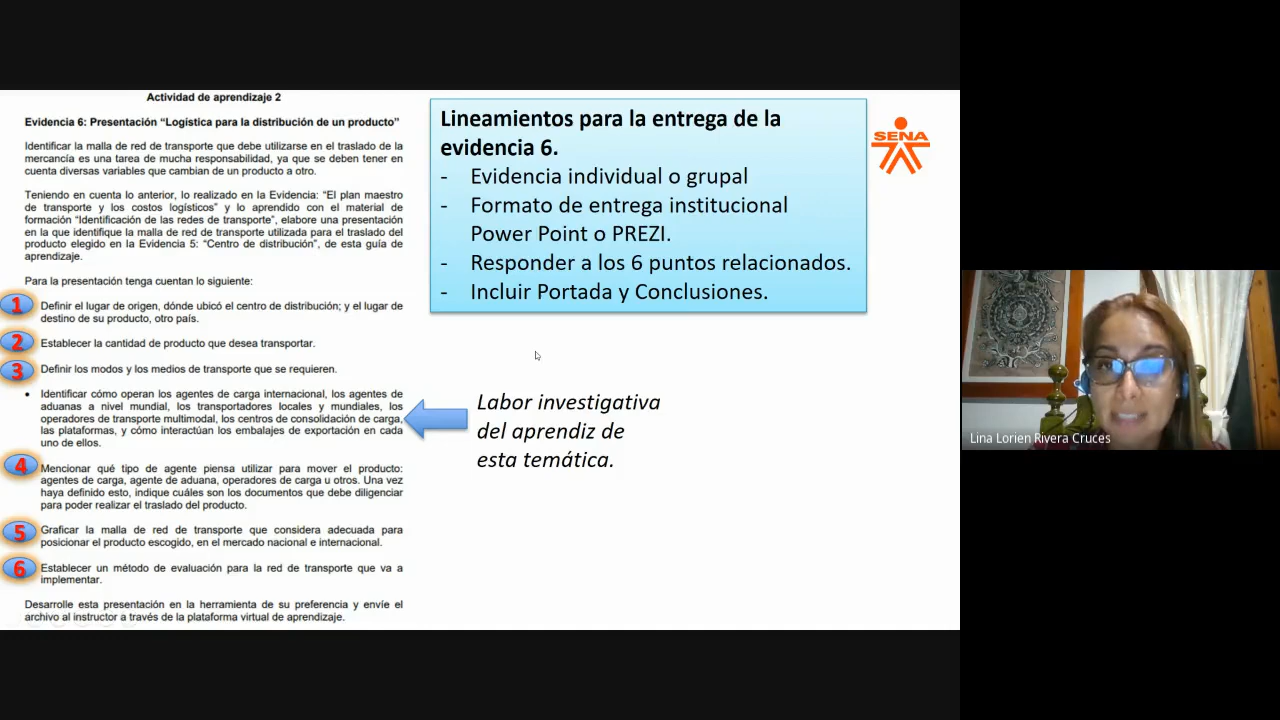 Actividad de aprendizaje 2
Evidencia 6: Presentación “Logística para la distribución de un producto”
Identificar la malla de red de transporte que debe utilizarse en el traslado de la
mercancía es una tarea de mucha responsabilidad, ya que se deben tener en
cuenta diversas variables que cambian de un producto a otro.
Teniendo en cuenta lo anterior, lo realizado en la Evidencia: “El plan maestro
de transporte y los costos logísticos” y lo aprendido con el material de
formación “Identificación de las redes de transporte”, elabore una presentación
en la que identifique la malla de red de transporte utilizada para el traslado del
producto elegido en la Evidencia 5: “Centro de distribución”, de esta guía de
aprendizaje.
Para la presentación tenga cuentan lo siguiente:
1 Definir el lugar de origen, dónde ubicó el centro de distribución; y el lugar de
destino de su producto, otro país.
2 Establecer la cantidad de producto que desea transportar.
3 Definir los modos y los medios de transporte que se requieren.
• Identificar cómo operan los agentes de carga internacional, los agentes de
aduanas a nivel mundial, los transportadores locales y mundiales, los
operadores de transporte multimodal, los centros de consolidación de carga,
las plataformas, y cómo interactúan los embalajes de exportación en cada
uno de ellos.
4 Mencionar qué tipo de agente piensa utilizar para mover el producto:
agentes de carga, agente de aduana, operadores de carga u otros. Una vez
haya definido esto, indique cuáles son los documentos que debe diligenciar
para poder realizar el traslado del producto.
5 Graficar la malla de red de transporte que considera adecuada para
posicionar el producto escogido, en el mercado nacional e internacional.
6 Establecer un método de evaluación para la red de transporte que va a
implementar.
Desarrolle esta presentación en la herramienta de su preferencia y envíe el
archivo al instructor a través de la plataforma virtual de aprendizaje.
Lineamientos para la entrega de la
evidencia 6.
- Evidencia individual o grupal
- Formato de entrega institucional
Power Point o PREZI.
- Responder a los 6 puntos relacionados.
- Incluir Portada y Conclusiones.
SENA
Labor investigativa
del aprendiz de
esta temática.
Lina Lorien Rivera Cruces